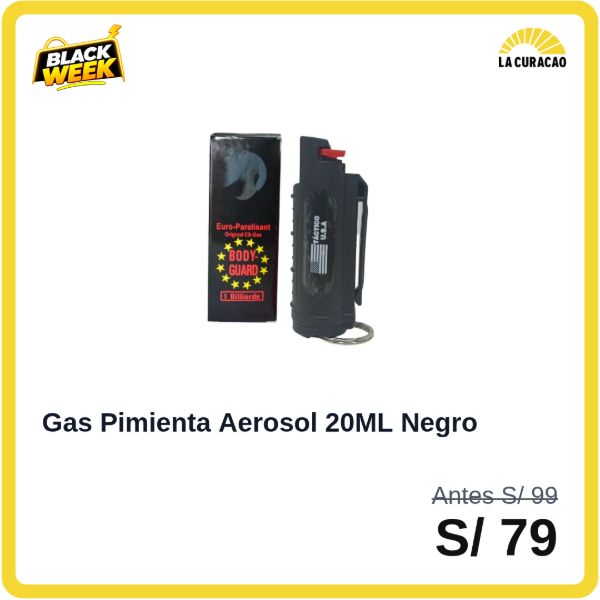 BLACK
WEEK
LA CURACAO
Euro-Paralisant
Original CS-Gas
BODY-
GUARD
1 Billiarde
TÁCTICO
U.S.A
Gas Pimienta Aerosol 20ML Negro
Antes S/ 99
S/ 79